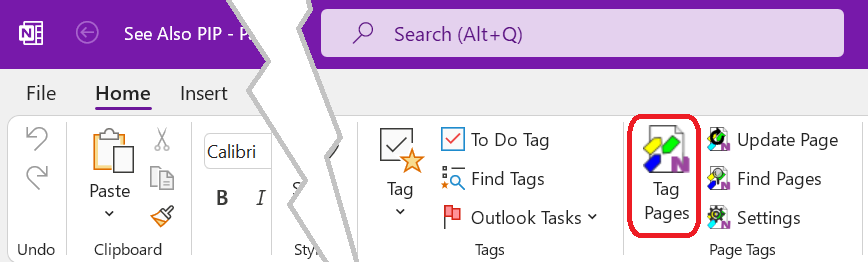 See Also PIP - P
Search (Alt+Q)
File Home Insert
Paste
Calibri
B I
Tag
To Do Tag
Find Tags
Outlook Tasks
Tag
Pages
Update Page
Find Pages
Settings
Undo Clipboard Styl Tags Page Tags